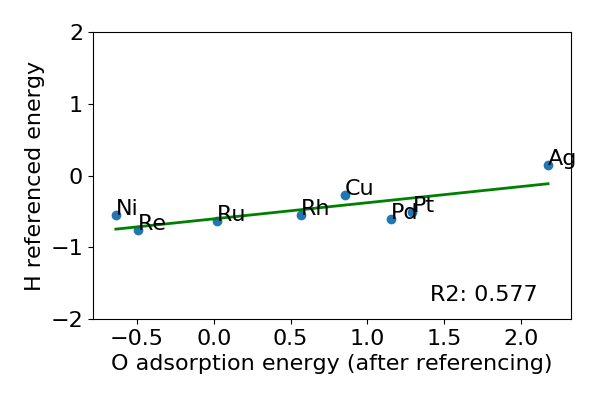 2
1
0
−1
−2
H referenced energy
Ni
Re
Ru
Rh
Cu
Pd
Pt
Ag
R2: 0.577
−0.5
0.0
0.5
1.0
1.5
2.0
O adsorption energy (after referencing)